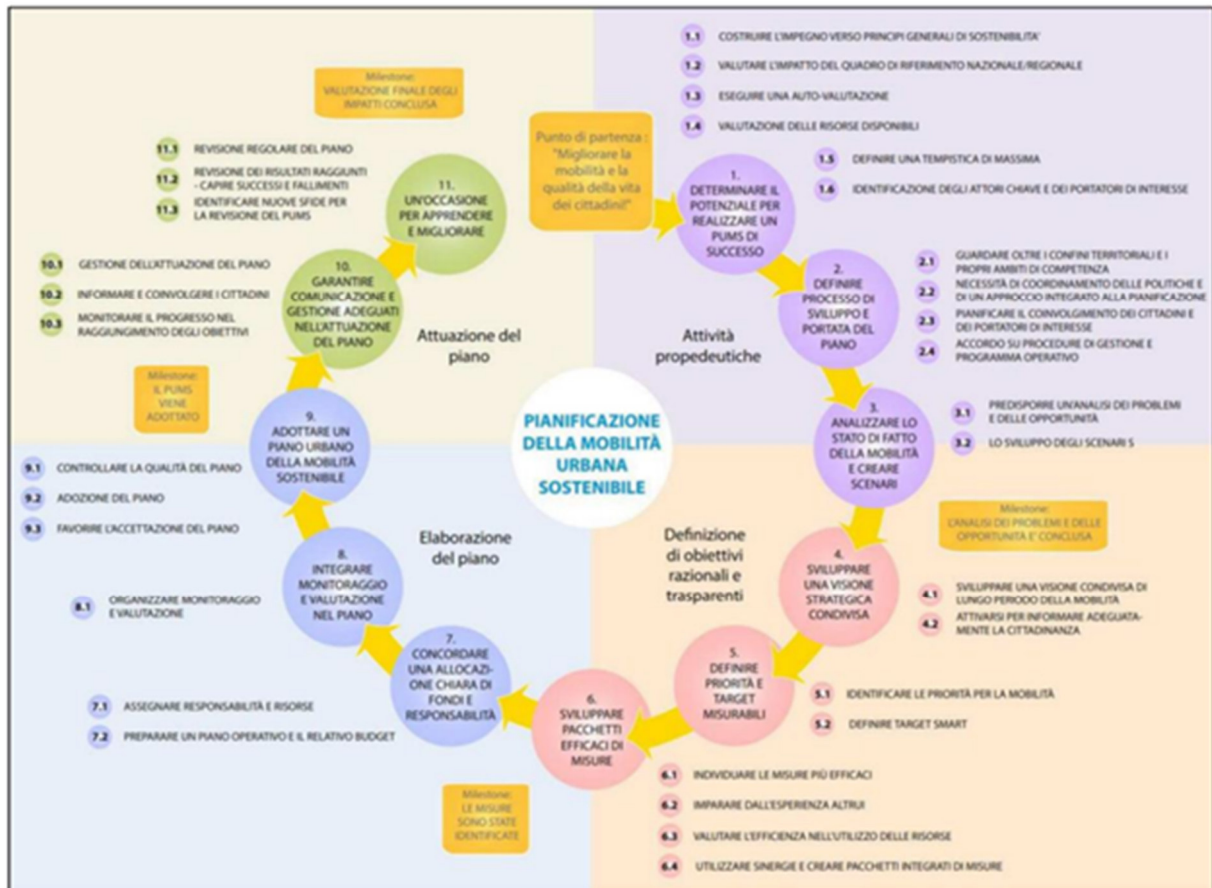 Punto di partenza :
"Migliorare la
mobilità e la
qualità della vita
dei cittadini!"
1.
DETERMINARE IL
POTENZIALE PER
REALIZZARE UN
PUMS DI
SUCCESSO
1.1 COSTRUIRE L'IMPEGNO VERSO PRINCIPI GENERALI DI SOSTENIBILITA'
1.2 VALUTARE L'IMPATTO DEL QUADRO DI RIFERIMENTO NAZIONALE/REGIONALE
1.3 ESEGUIRE UNA AUTO-VALUTAZIONE
1.4 VALUTAZIONE DELLE RISORSE DISPONIBILI
1.5 DEFINIRE UNA TEMPISTICA DI MASSIMA
1.6 IDENTIFICAZIONE DEGLI ATTORI CHIAVE E DEI PORTATORI DI INTERESSE
2.
DEFINIRE
PROCESSO DI
SVILUPPO E
PORTATA DEL
PIANO
2.1 GUARDARE OLTRE I CONFINI TERRITORIALI E I
PROPRI AMBITI DI COMPETENZA
2.2 NECESSITÀ DI COORDINAMENTO DELLE POLITICHE E
DI UN APPROCCIO INTEGRATO ALLA PIANIFICAZIONE
2.3 PIANIFICARE IL COINVOLGIMENTO DEI CITTADINI E
DEI PORTATORI DI INTERESSE
2.4 ACCORDO SU PROCEDURE DI GESTIONE E
PROGRAMMA OPERATIVO
Attività
propedeutiche
3.
ANALIZZARE LO
STATO DI FATTO
DELLA MOBILITÀ
E CREARE
SCENARI
3.1 PREDISPORRE UN'ANALISI DEI PROBLEMI
E DELLE OPPORTUNITÀ
3.2 LO SVILUPPO DEGLI SCENARI S
Milestone:
L'ANALISI DEI PROBLEMI E DELLE
OPPORTUNITA E' CONCLUSA
PIANIFICAZIONE
DELLA MOBILITÀ
URBANA
SOSTENIBILE
Definizione
di obiettivi
razionali e
trasparenti
4.
SVILUPPARE
UNA VISIONE
STRATEGICA
CONDIVISA
4.1 SVILUPPARE UNA VISIONE CONDIVISA DI
LUNGO PERIODO DELLA MOBILITÀ
4.2 ATTIVARSI PER INFORMARE ADEGUATA-
MENTE LA CITTADINANZA
5.
DEFINIRE
PRIORITÀ E
TARGET
MISURABILI
5.1 IDENTIFICARE LE PRIORITÀ PER LA MOBILITÀ
5.2 DEFINIRE TARGET SMART
6.
SVILUPPARE
PACCHETTI
EFFICACI DI
MISURE
6.1 INDIVIDUARE LE MISURE PIÙ EFFICACI
6.2 IMPARARE DALL'ESPERIENZA ALTRUI
6.3 VALUTARE L'EFFICIENZA NELL'UTILIZZO DELLE RISORSE
6.4 UTILIZZARE SINERGIE E CREARE PACCHETTI INTEGRATI DI MISURE
Milestone:
LE MISURE
SONO STATE
IDENTIFICATE
7.
CONCORDARE
UNA ALLOCAZI-
ONE CHIARA DI
FONDI E
RESPONSABILITÀ
7.1 ASSEGNARE RESPONSABILITÀ E RISORSE
7.2 PREPARARE UN PIANO OPERATIVO E IL RELATIVO BUDGET
Elaborazione
del piano
8.
INTEGRARE
MONITORAGGIO
E VALUTAZIONE
NEL PIANO
8.1 ORGANIZZARE MONITORAGGIO
E VALUTAZIONE
9.
ADOTTARE UN
PIANO URBANO
DELLA MOBILITÀ
SOSTENIBILE
9.1 CONTROLLARE LA QUALITÀ DEL PIANO
9.2 ADOZIONE DEL PIANO
9.3 FAVORIRE L'ACCETTAZIONE DEL PIANO
Milestone:
IL PUMS
VIENE
ADOTTATO
10.
GARANTIRE
COMUNICAZIONE E
GESTIONE ADEGUATI
NELL'ATTUAZIONE
DEL PIANO
10.1 GESTIONE DELL'ATTUAZIONE DEL PIANO
10.2 INFORMARE E COINVOLGERE I CITTADINI
10.3 MONITORARE IL PROGRESSO NEL
RAGGIUNGIMENTO DEGLI OBIETTIVI
Attuazione del
piano
11.
UN'OCCASIONE
PER APPRENDERE
E MIGLIORARE
11.1 REVISIONE REGOLARE DEL PIANO
11.2 REVISIONE DEI RISULTATI RAGGIUNTI
- CAPIRE SUCCESSI E FALLIMENTI
11.3 IDENTIFICARE NUOVE SFIDE PER
LA REVISIONE DEL PUMS
Milestone:
VALUTAZIONE FINALE DEGLI
IMPATTI CONCLUSA